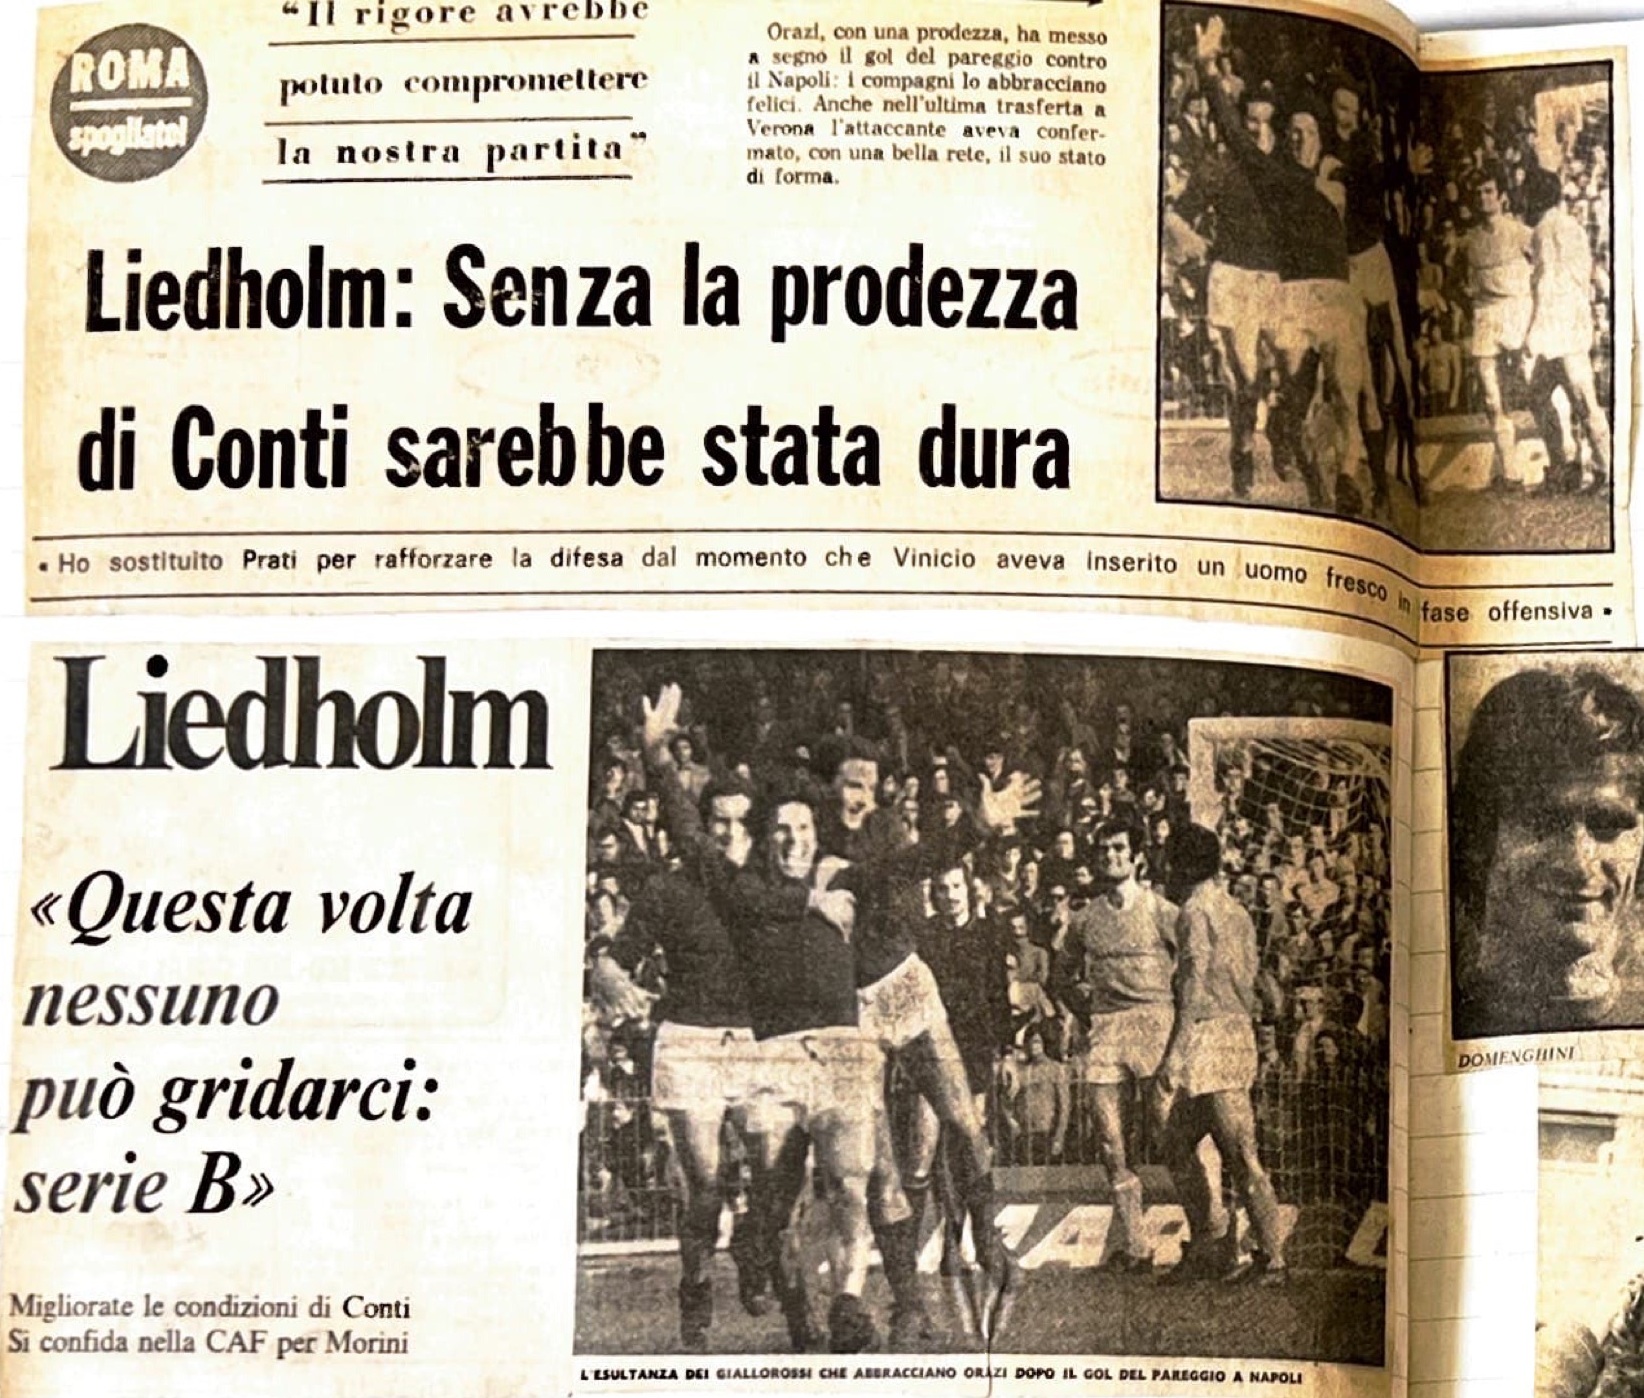 ROMA
spogliatoi
"Il rigore avrebbe
potuto compromettere
la nostra partita"
Orazi, con una prodezza, ha messo
a segno il gol del pareggio contro
il Napoli: i compagni lo abbracciano
felici. Anche nell'ultima trasferta a
Verona l'attaccante aveva confer-
mato, con una bella rete, il suo stato
di forma.
Liedholm: Senza la prodezza
di Conti sarebbe stata dura
• Ho sostituito Prati per rafforzare la difesa dal momento che Vinicio aveva inserito un uomo fresco in fase offensiva •
Liedholm
«Questa volta
nessuno
può gridarci:
serie B»
Migliorate le condizioni di Conti
Si confida nella CAF per Morini
L'ESULTANZA DEI GIALLOROSSI CHE ABBRACCIANO ORAZI DOPO IL GOL DEL PAREGGIO A NAPOLI
DOMENGHINI